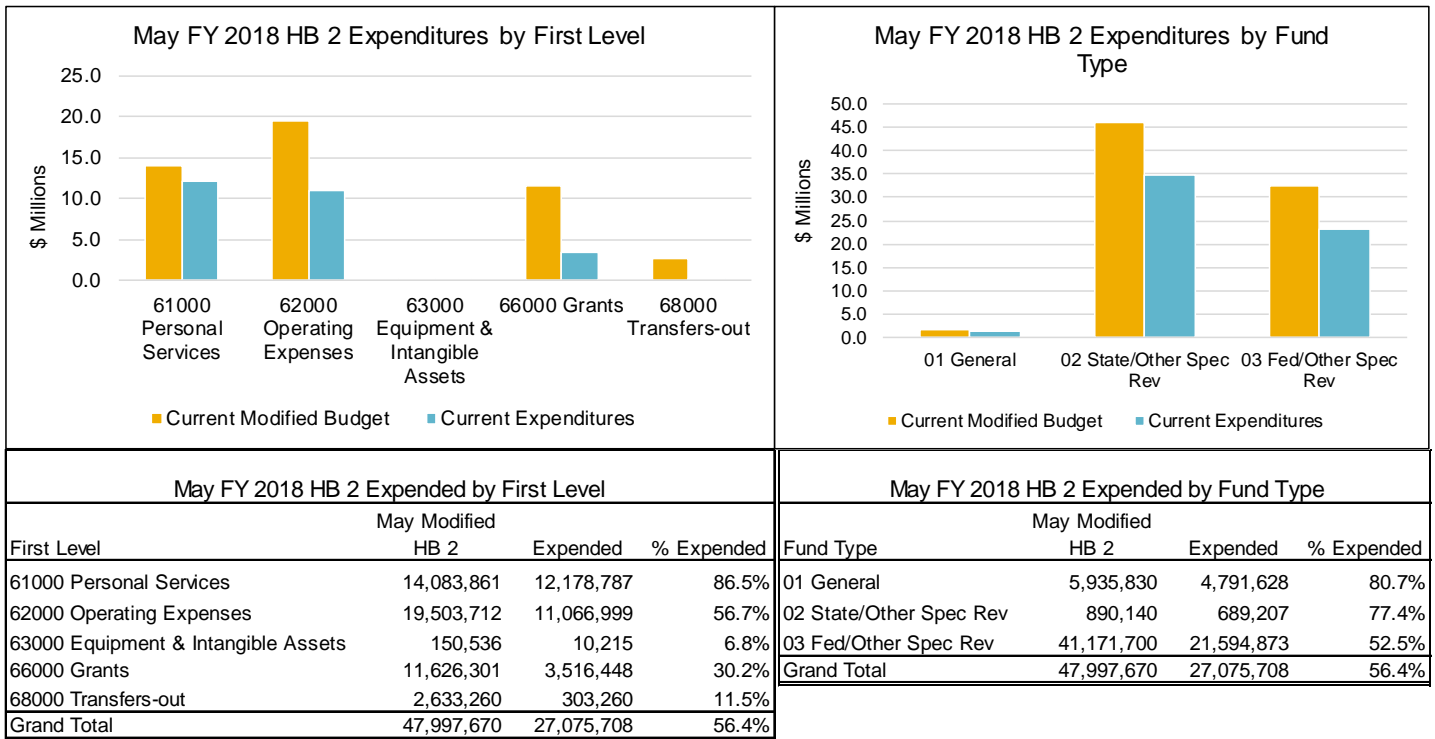 May FY 2018 HB 2 Expenditures by First Level
25.0
20.0
15.0
10.0
5.0
0.0
$ Millions
61000 Personal Services
62000 Operating Expenses
63000 Equipment & Intangible Assets
66000 Grants
68000 Transfers-out
Current Modified Budget Current Expenditures
May FY 2018 HB 2 Expenditures by Fund
Type
50.0
45.0
40.0
35.0
30.0
25.0
20.0
15.0
10.0
5.0
0.0
$ Millions
01 General
02 State/Other Spec Rev
03 Fed/Other Spec Rev
Current Modified Budget Current Expenditures
May FY 2018 HB 2 Expended by First Level
May Modified
First Level HB 2 Expended % Expended
61000 Personal Services 14,083,861 12,178,787 86.5%
62000 Operating Expenses 19,503,712 11,066,999 56.7%
63000 Equipment & Intangible Assets 150,536 10,215 6.8%
66000 Grants 11,626,301 3,516,448 30.2%
68000 Transfers-out 2,633,260 303,260 11.5%
Grand Total 47,997,670 27,075,708 56.4%
May FY 2018 HB 2 Expended by Fund Type
May Modified
Fund Type HB 2 Expended % Expended
01 General 5,935,830 4,791,628 80.7%
02 State/Other Spec Rev 890,140 689,207 77.4%
03 Fed/Other Spec Rev 41,171,700 21,594,873 52.5%
Grand Total 47,997,670 27,075,708 56.4%